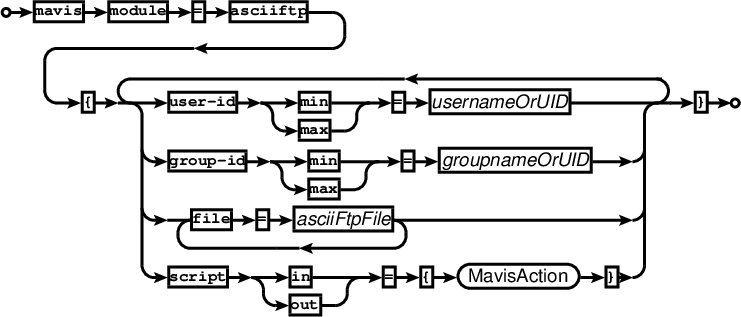 mavis module = asciiftp
{ user-id min = usernameOrUID }
max
group-id min = groupnameOrUID
max
file = asciiFtpFile
script in = { MavisAction }
out